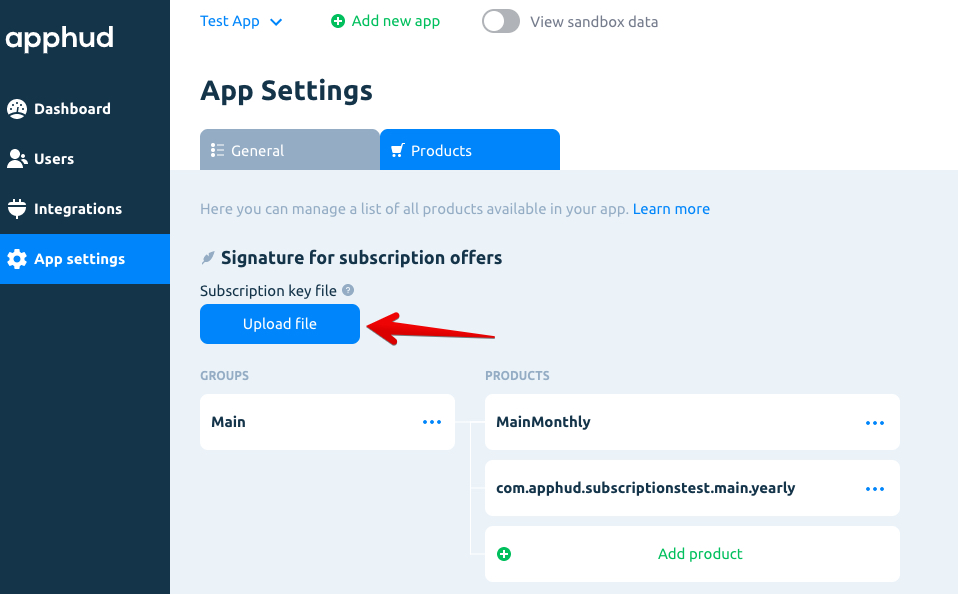 apphud
Test App
Add new app
View sandbox data
Dashboard
Users
Integrations
App settings
App Settings
General
Products
Here you can manage a list of all products available in your app. Learn more
Signature for subscription offers
Subscription key file ?
Upload file
GROUPS
PRODUCTS
Main
MainMonthly
com.apphud.subscriptionstest.main.yearly
Add product